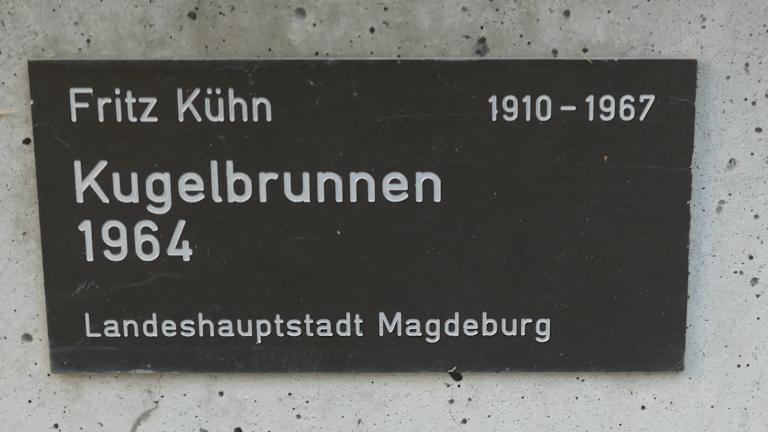 Fritz Kühn 1910 – 1967
Kugelbrunnen
1964
Landeshauptstadt Magdeburg